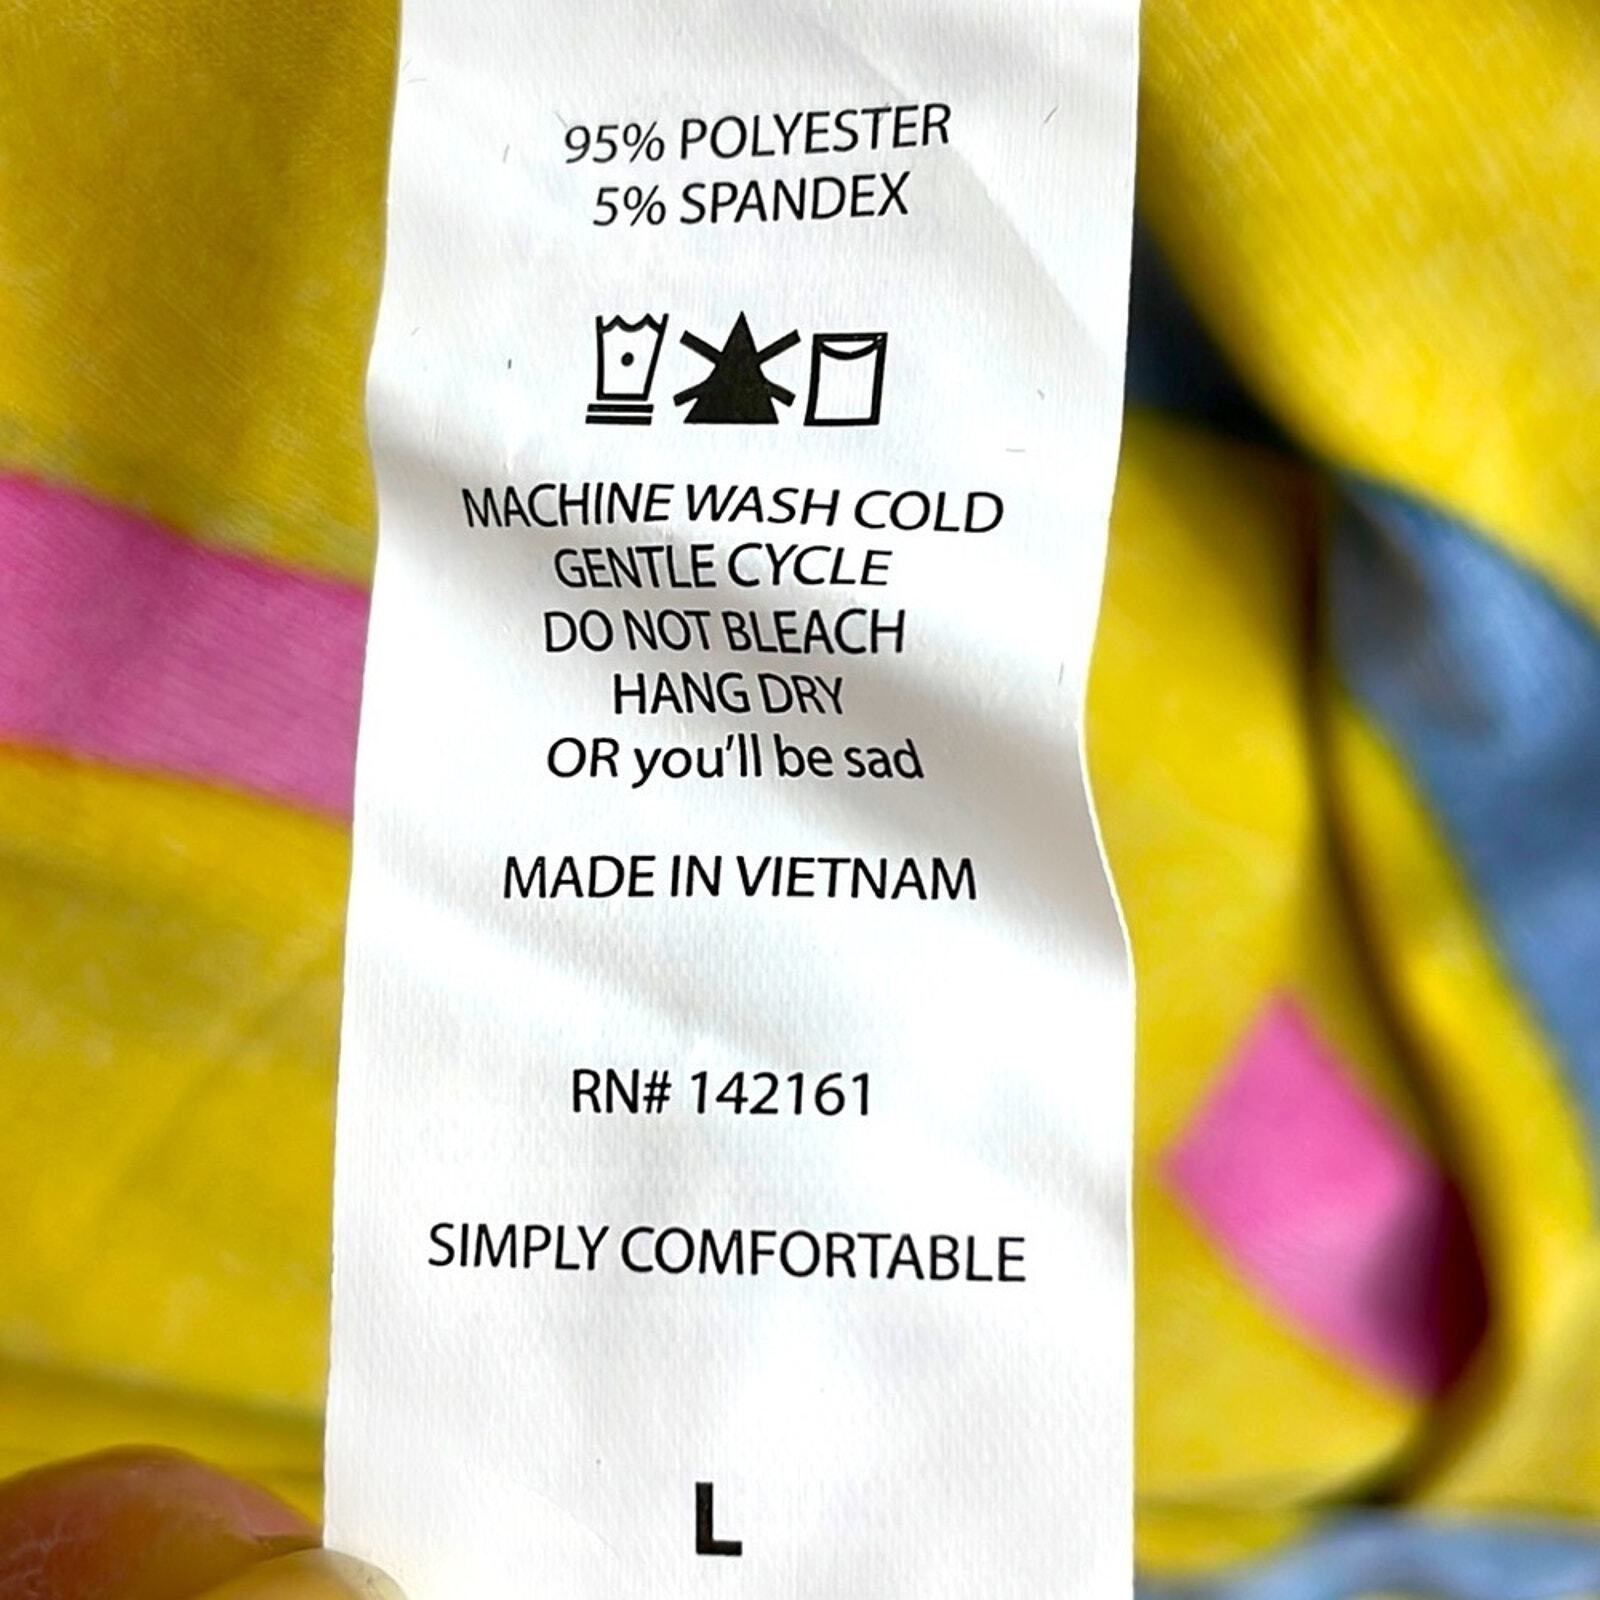 95% POLYESTER
5% SPANDEX
MACHINE WASH COLD
GENTLE CYCLE
DO NOT BLEACH
HANG DRY
OR you'll be sad
MADE IN VIETNAM
RN# 142161
SIMPLY COMFORTABLE
L